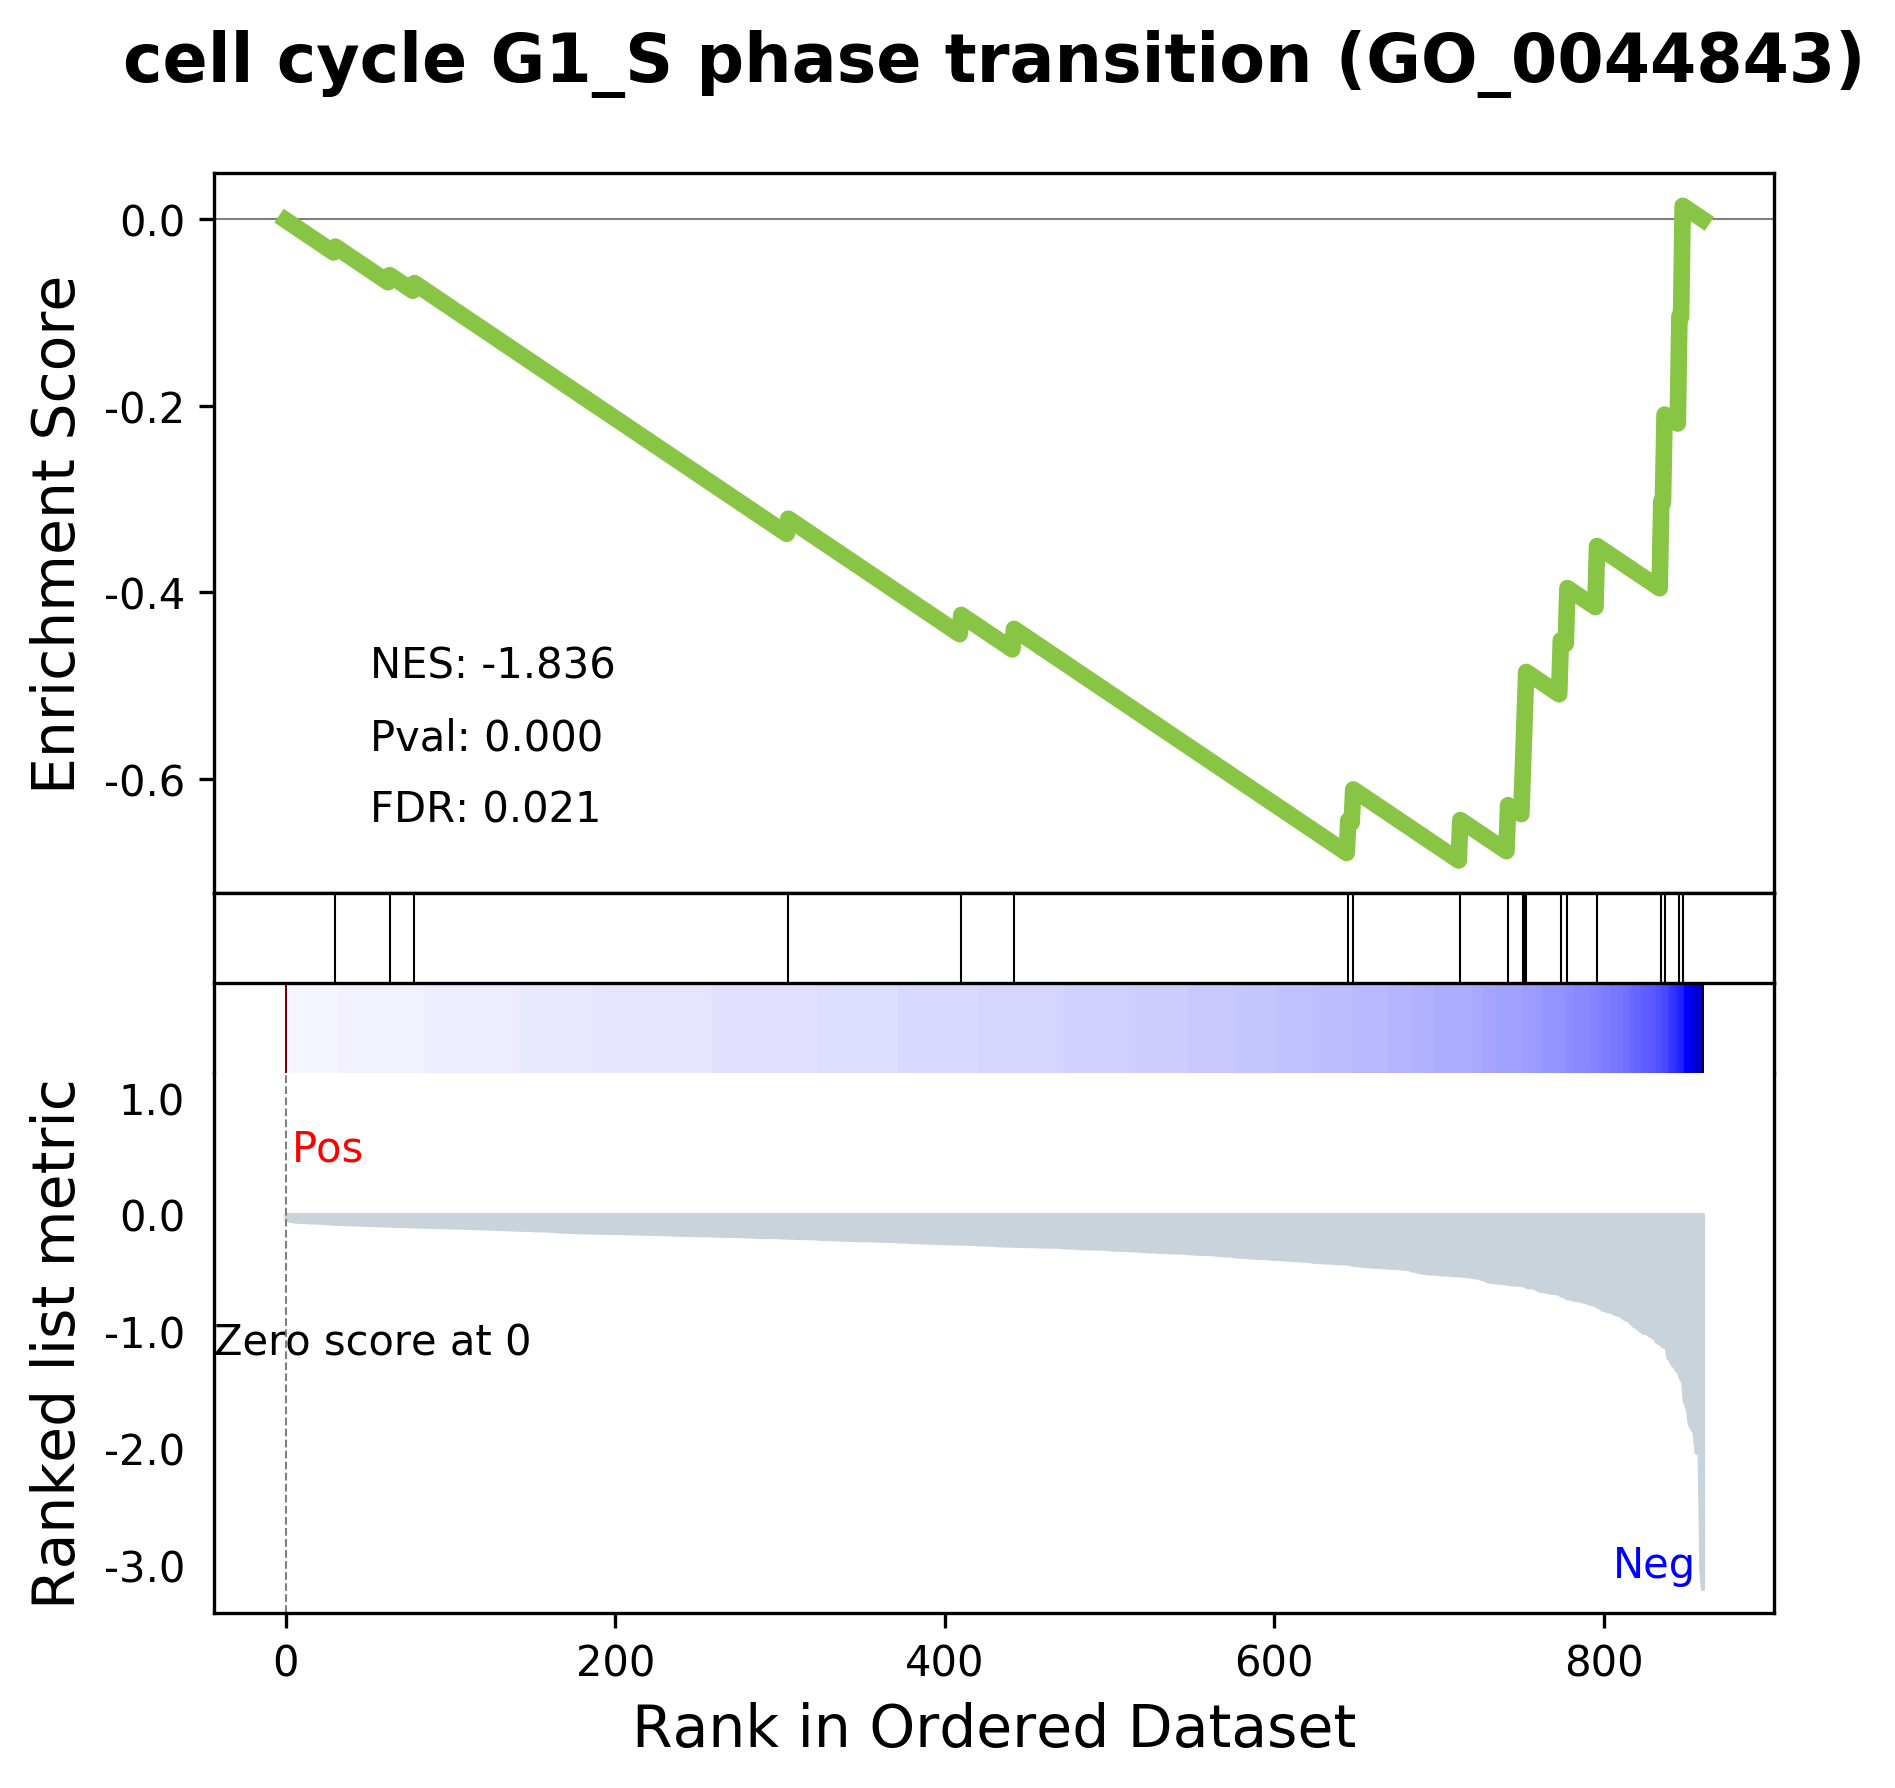 cell cycle G1_S phase transition (GO_0044843)
Enrichment Score
0.0
-0.2
-0.4
-0.6
NES: -1.836
Pval: 0.000
FDR: 0.021
Ranked list metric
1.0
0.0
-1.0
-2.0
-3.0
Pos
Zero score at 0
Neg
0 200 400 600 800
Rank in Ordered Dataset